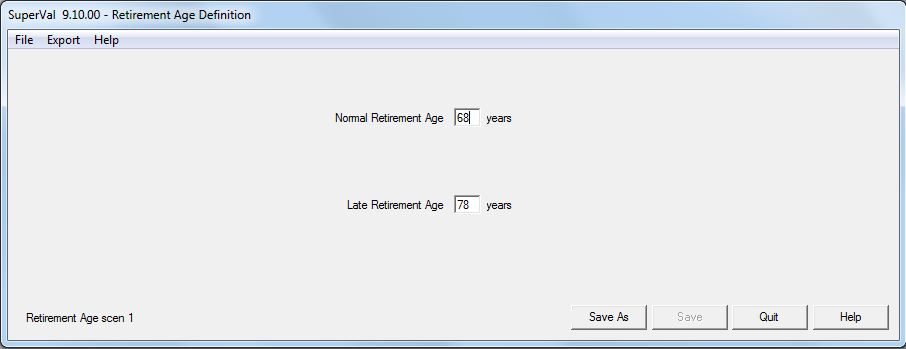 SuperVal 9.10.00 - Retirement Age Definition
File Export Help
Normal Retirement Age 68 years
Late Retirement Age 78 years
Retirement Age scen 1 Save As Save Quit Help